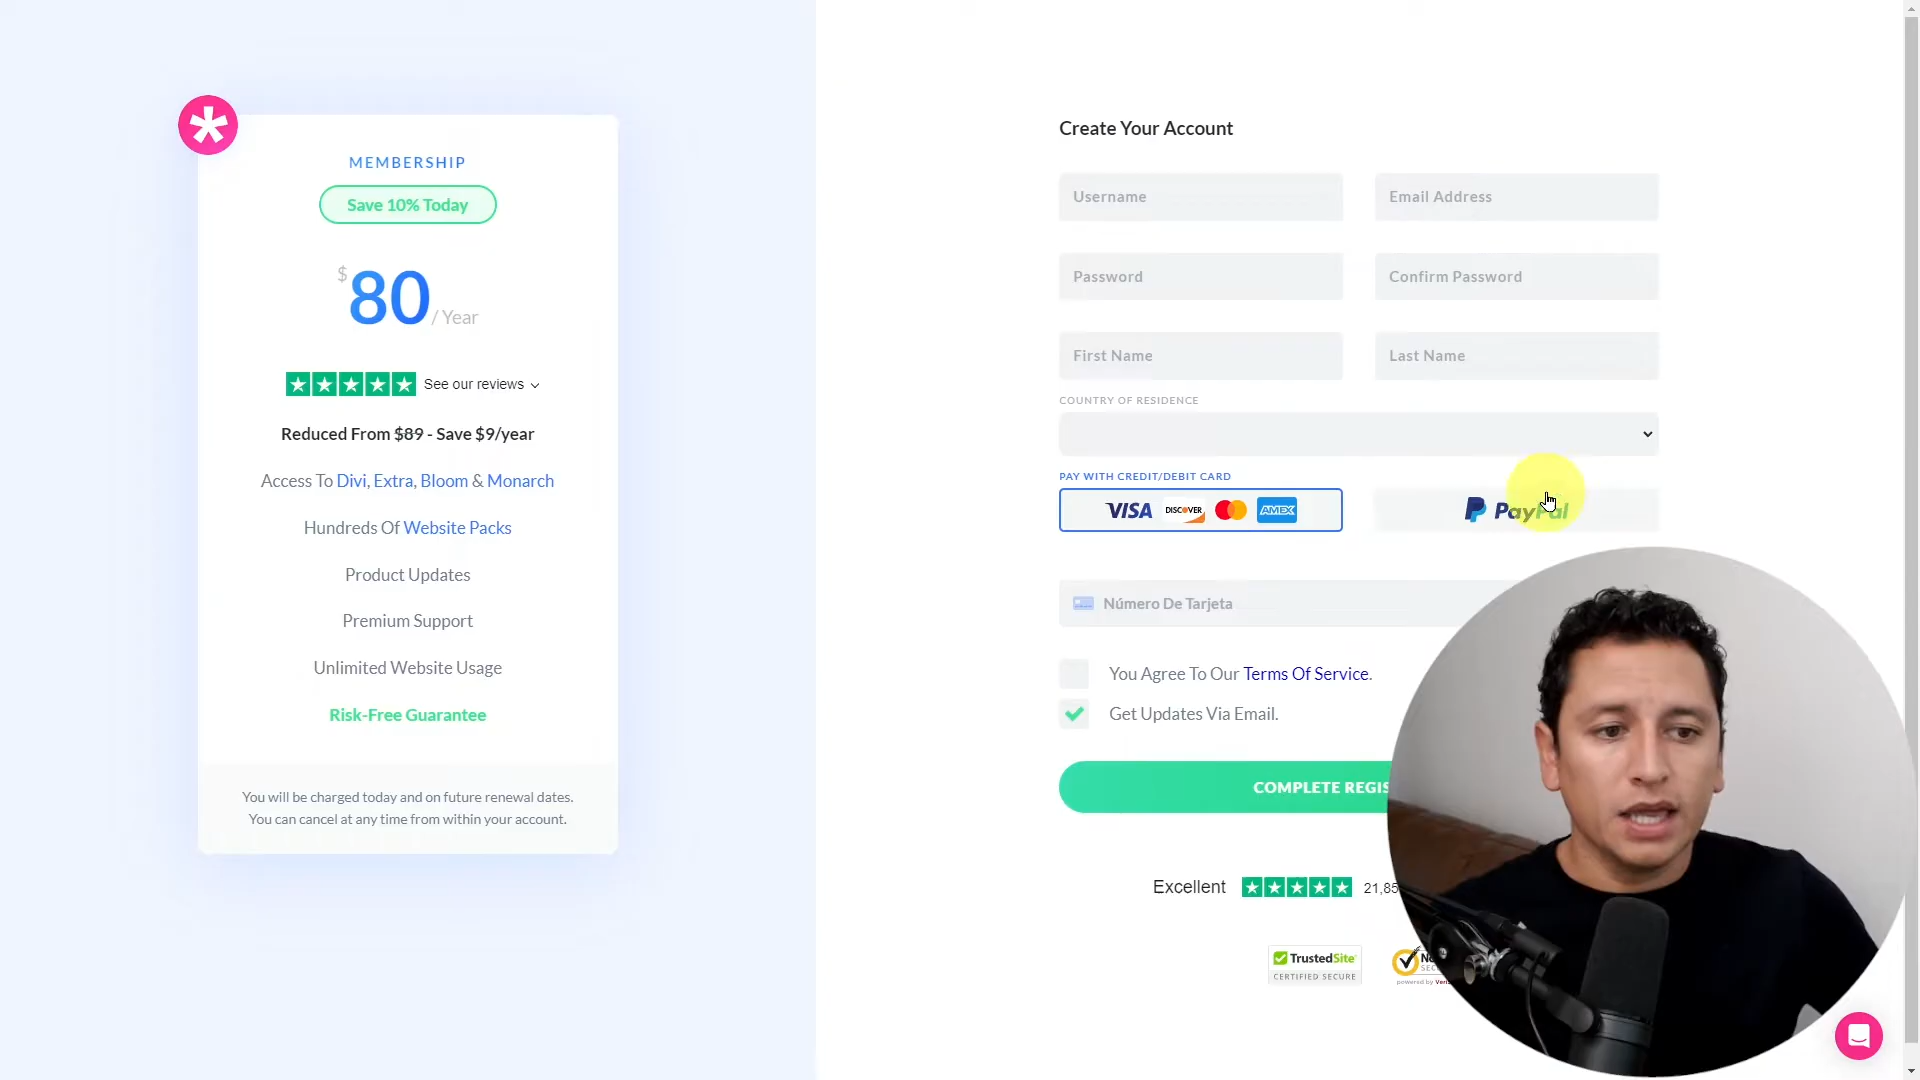 MEMBERSHIP
Save 10% Today
$80 / Year
See our reviews
Reduced From $89 - Save $9/year
Access To Divi, Extra, Bloom & Monarch
Hundreds Of Website Packs
Product Updates
Premium Support
Unlimited Website Usage
Risk-Free Guarantee
You will be charged today and on future renewal dates.
You can cancel at any time from within your account.
Create Your Account
Username
Email Address
Password
Confirm Password
First Name
Last Name
COUNTRY OF RESIDENCE
PAY WITH CREDIT/DEBIT CARD
VISA DISCOVER AMEX
PayPal
Número De Tarjeta
You Agree To Our Terms Of Service.
Get Updates Via Email.
COMPLETE REGIS
Excellent
21,85
TrustedSite
CERTIFIED SECURE
powered by